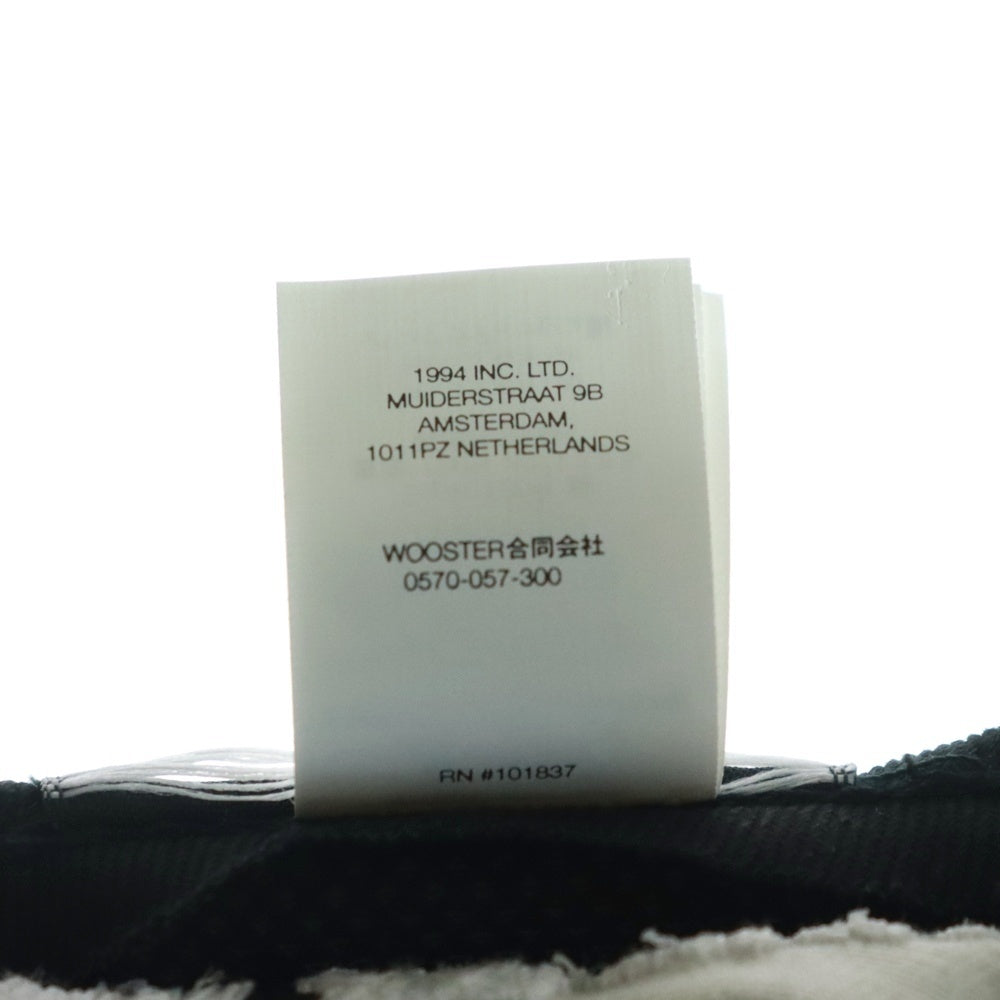 1994 INC. LTD.
MUIDERSTRAAT 9B
AMSTERDAM,
1011PZ NETHERLANDS
WOOSTER合同会社
0570-057-300
RN #101837